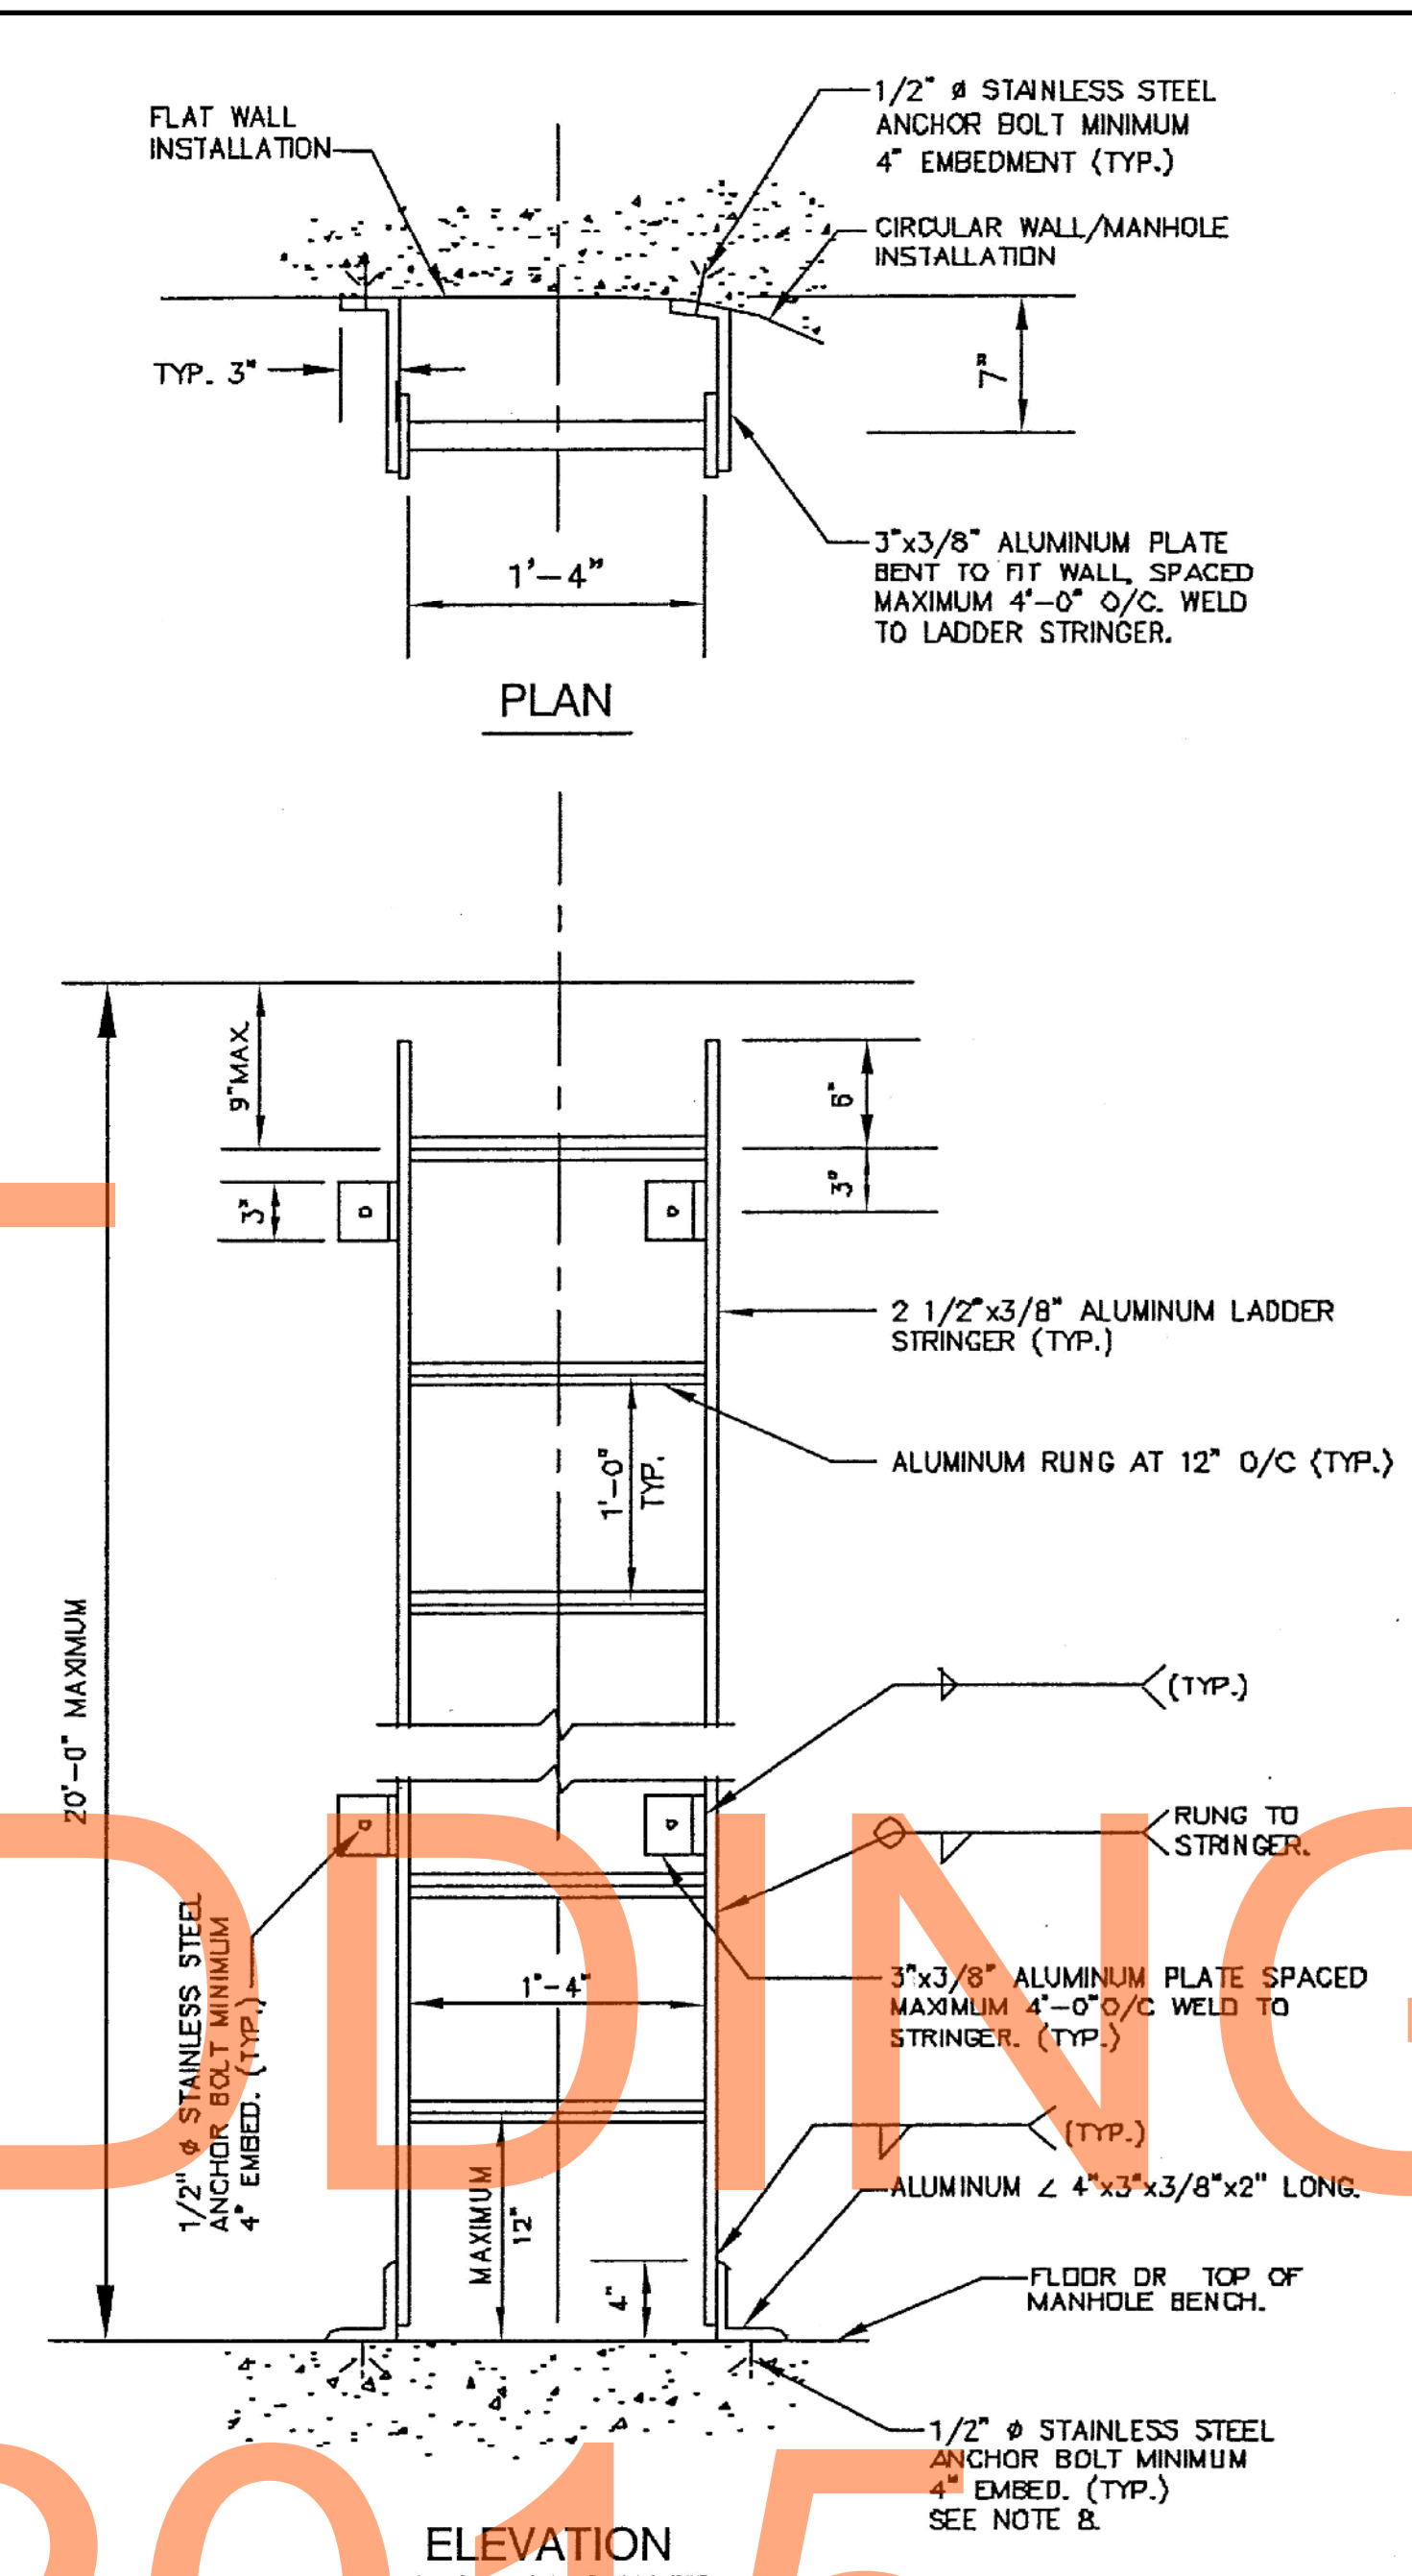 FLAT WALL
INSTALLATION
1/2" ø STAINLESS STEEL
ANCHOR BOLT MINIMUM
4" EMBEDMENT (TYP.)
CIRCULAR WALL/MANHOLE
INSTALLATION
TYP. 3"
7"
3"x3/8" ALUMINUM PLATE
BENT TO FIT WALL, SPACED
MAXIMUM 4'-0" O/C. WELD
TO LADDER STRINGER.
1'-4"
PLAN
9"MAX.
6"
3"
3"
2 1/2"x3/8" ALUMINUM LADDER
STRINGER (TYP.)
ALUMINUM RUNG AT 12" O/C (TYP.)
1'-0"
TYP.
20'-0" MAXIMUM
(TYP.)
RUNG TO
STRINGER.
1/2" ø STAINLESS STEEL
ANCHOR BOLT MINIMUM
4" EMBED. (TYP.)
1'-4"
3"x3/8" ALUMINUM PLATE SPACED
MAXIMUM 4'-0"O/C WELD TO
STRINGER. (TYP.)
(TYP.)
ALUMINUM ∠ 4"x3"x3/8"x2" LONG.
MAXIMUM
12"
4"
FLOOR OR TOP OF
MANHOLE BENCH.
1/2" ø STAINLESS STEEL
ANCHOR BOLT MINIMUM
4" EMBED. (TYP.)
SEE NOTE 8.
ELEVATION
DDING
2015